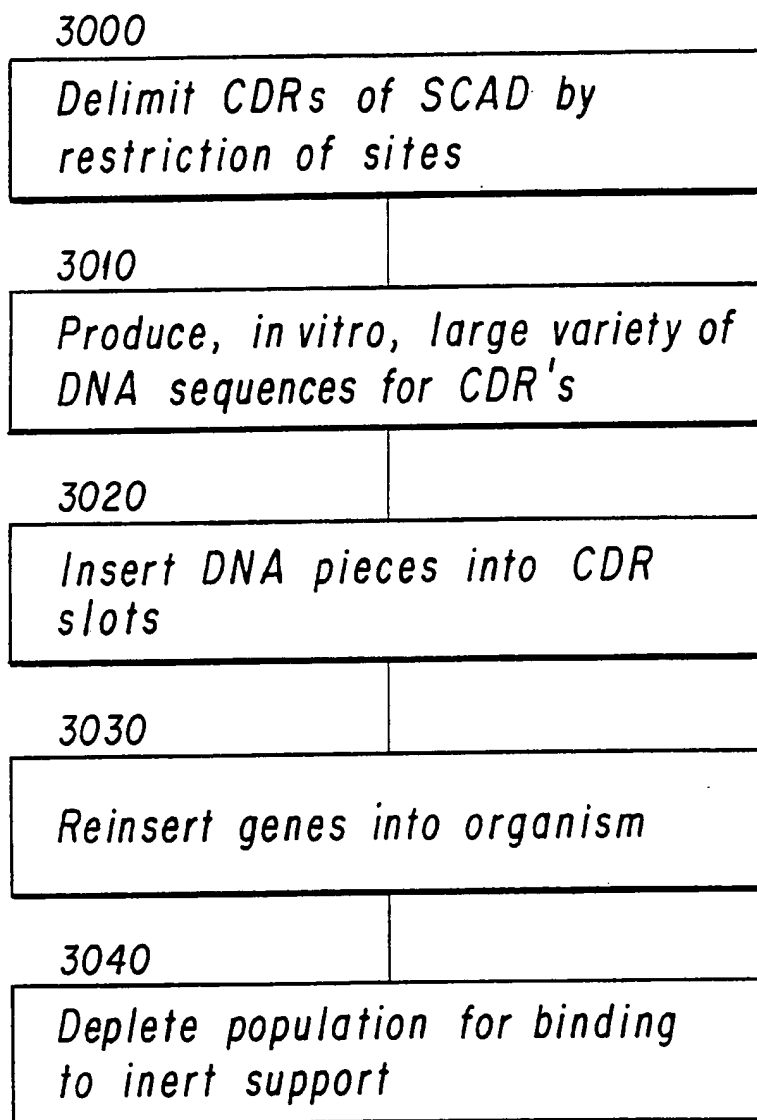 3000
Delimit CDRs of SCAD by
restriction of sites
3010
Produce, in vitro, large variety of
DNA sequences for CDR's
3020
Insert DNA pieces into CDR
slots
3030
Reinsert genes into organism
3040
Deplete population for binding
to inert support